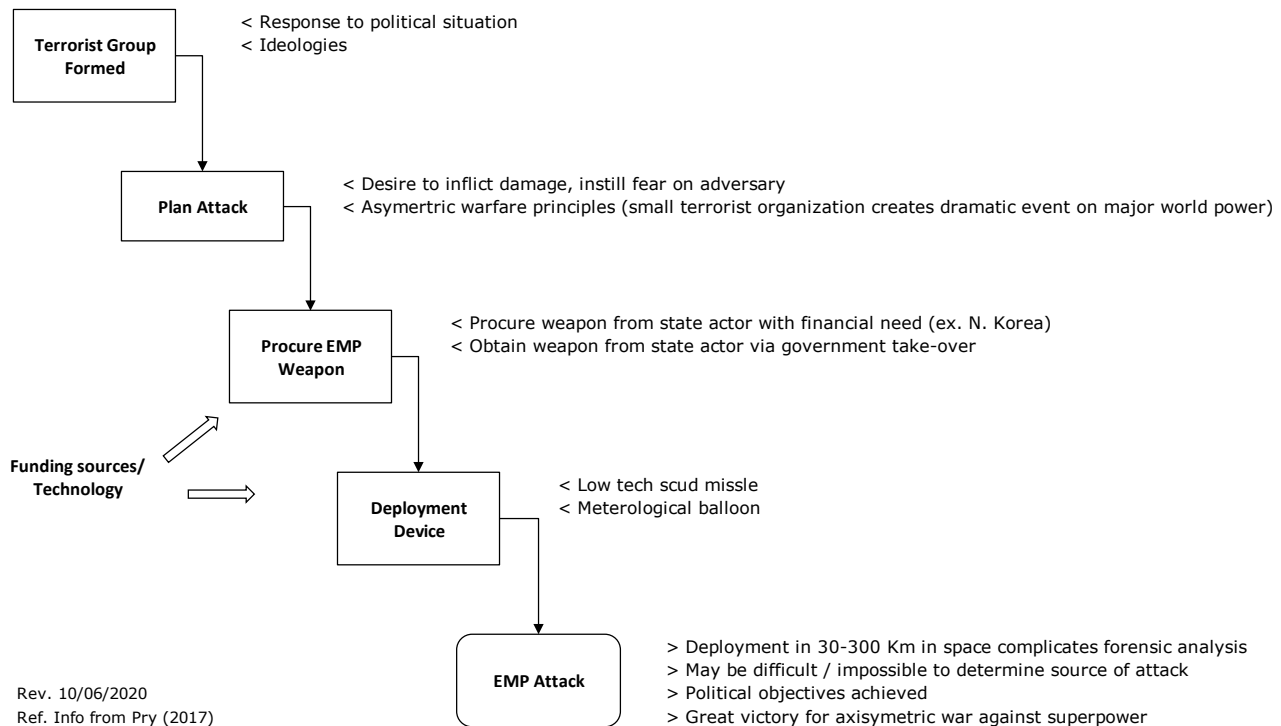 Terrorist Group
Formed
< Response to political situation
< Ideologies
Plan Attack
< Desire to inflict damage, instill fear on adversary
< Asymertric warfare principles (small terrorist organization creates dramatic event on major world power)
Procure EMP
Weapon
< Procure weapon from state actor with financial need (ex. N. Korea)
< Obtain weapon from state actor via government take-over
Funding sources/
Technology
Deployment
Device
< Low tech scud missle
< Meterological balloon
EMP Attack
> Deployment in 30-300 Km in space complicates forensic analysis
> May be difficult / impossible to determine source of attack
> Political objectives achieved
> Great victory for axisymetric war against superpower
Rev. 10/06/2020
Ref. Info from Pry (2017)